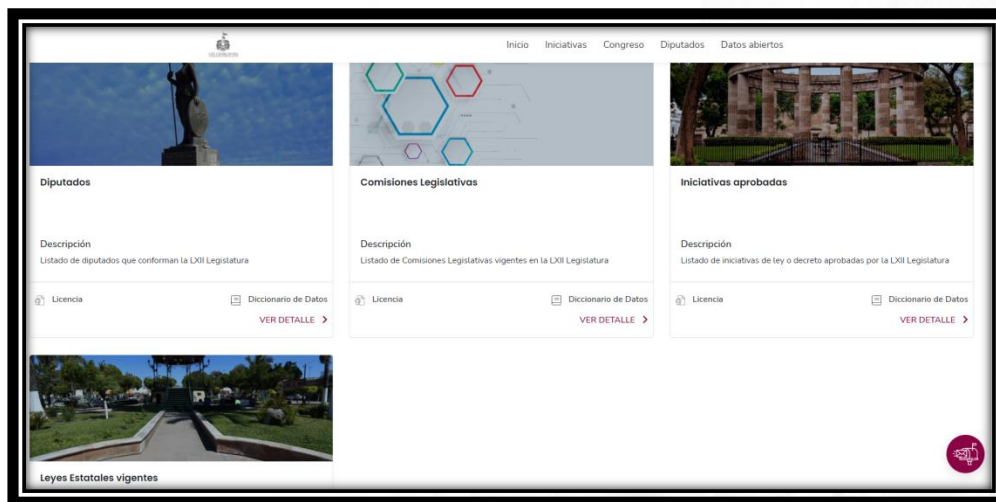 Inicio Iniciativas Congreso Diputados Datos abiertos
Diputados
Descripción
Listado de diputados que conforman la LXII Legislatura
Licencia Diccionario de Datos
VER DETALLE
Comisiones Legislativas
Descripción
Listado de Comisiones Legislativas vigentes en la LXII Legislatura
Licencia Diccionario de Datos
VER DETALLE
Iniciativas aprobadas
Descripción
Listado de iniciativas de ley o decreto aprobadas por la LXII Legislatura
Licencia Diccionario de Datos
VER DETALLE
Leyes Estatales vigentes